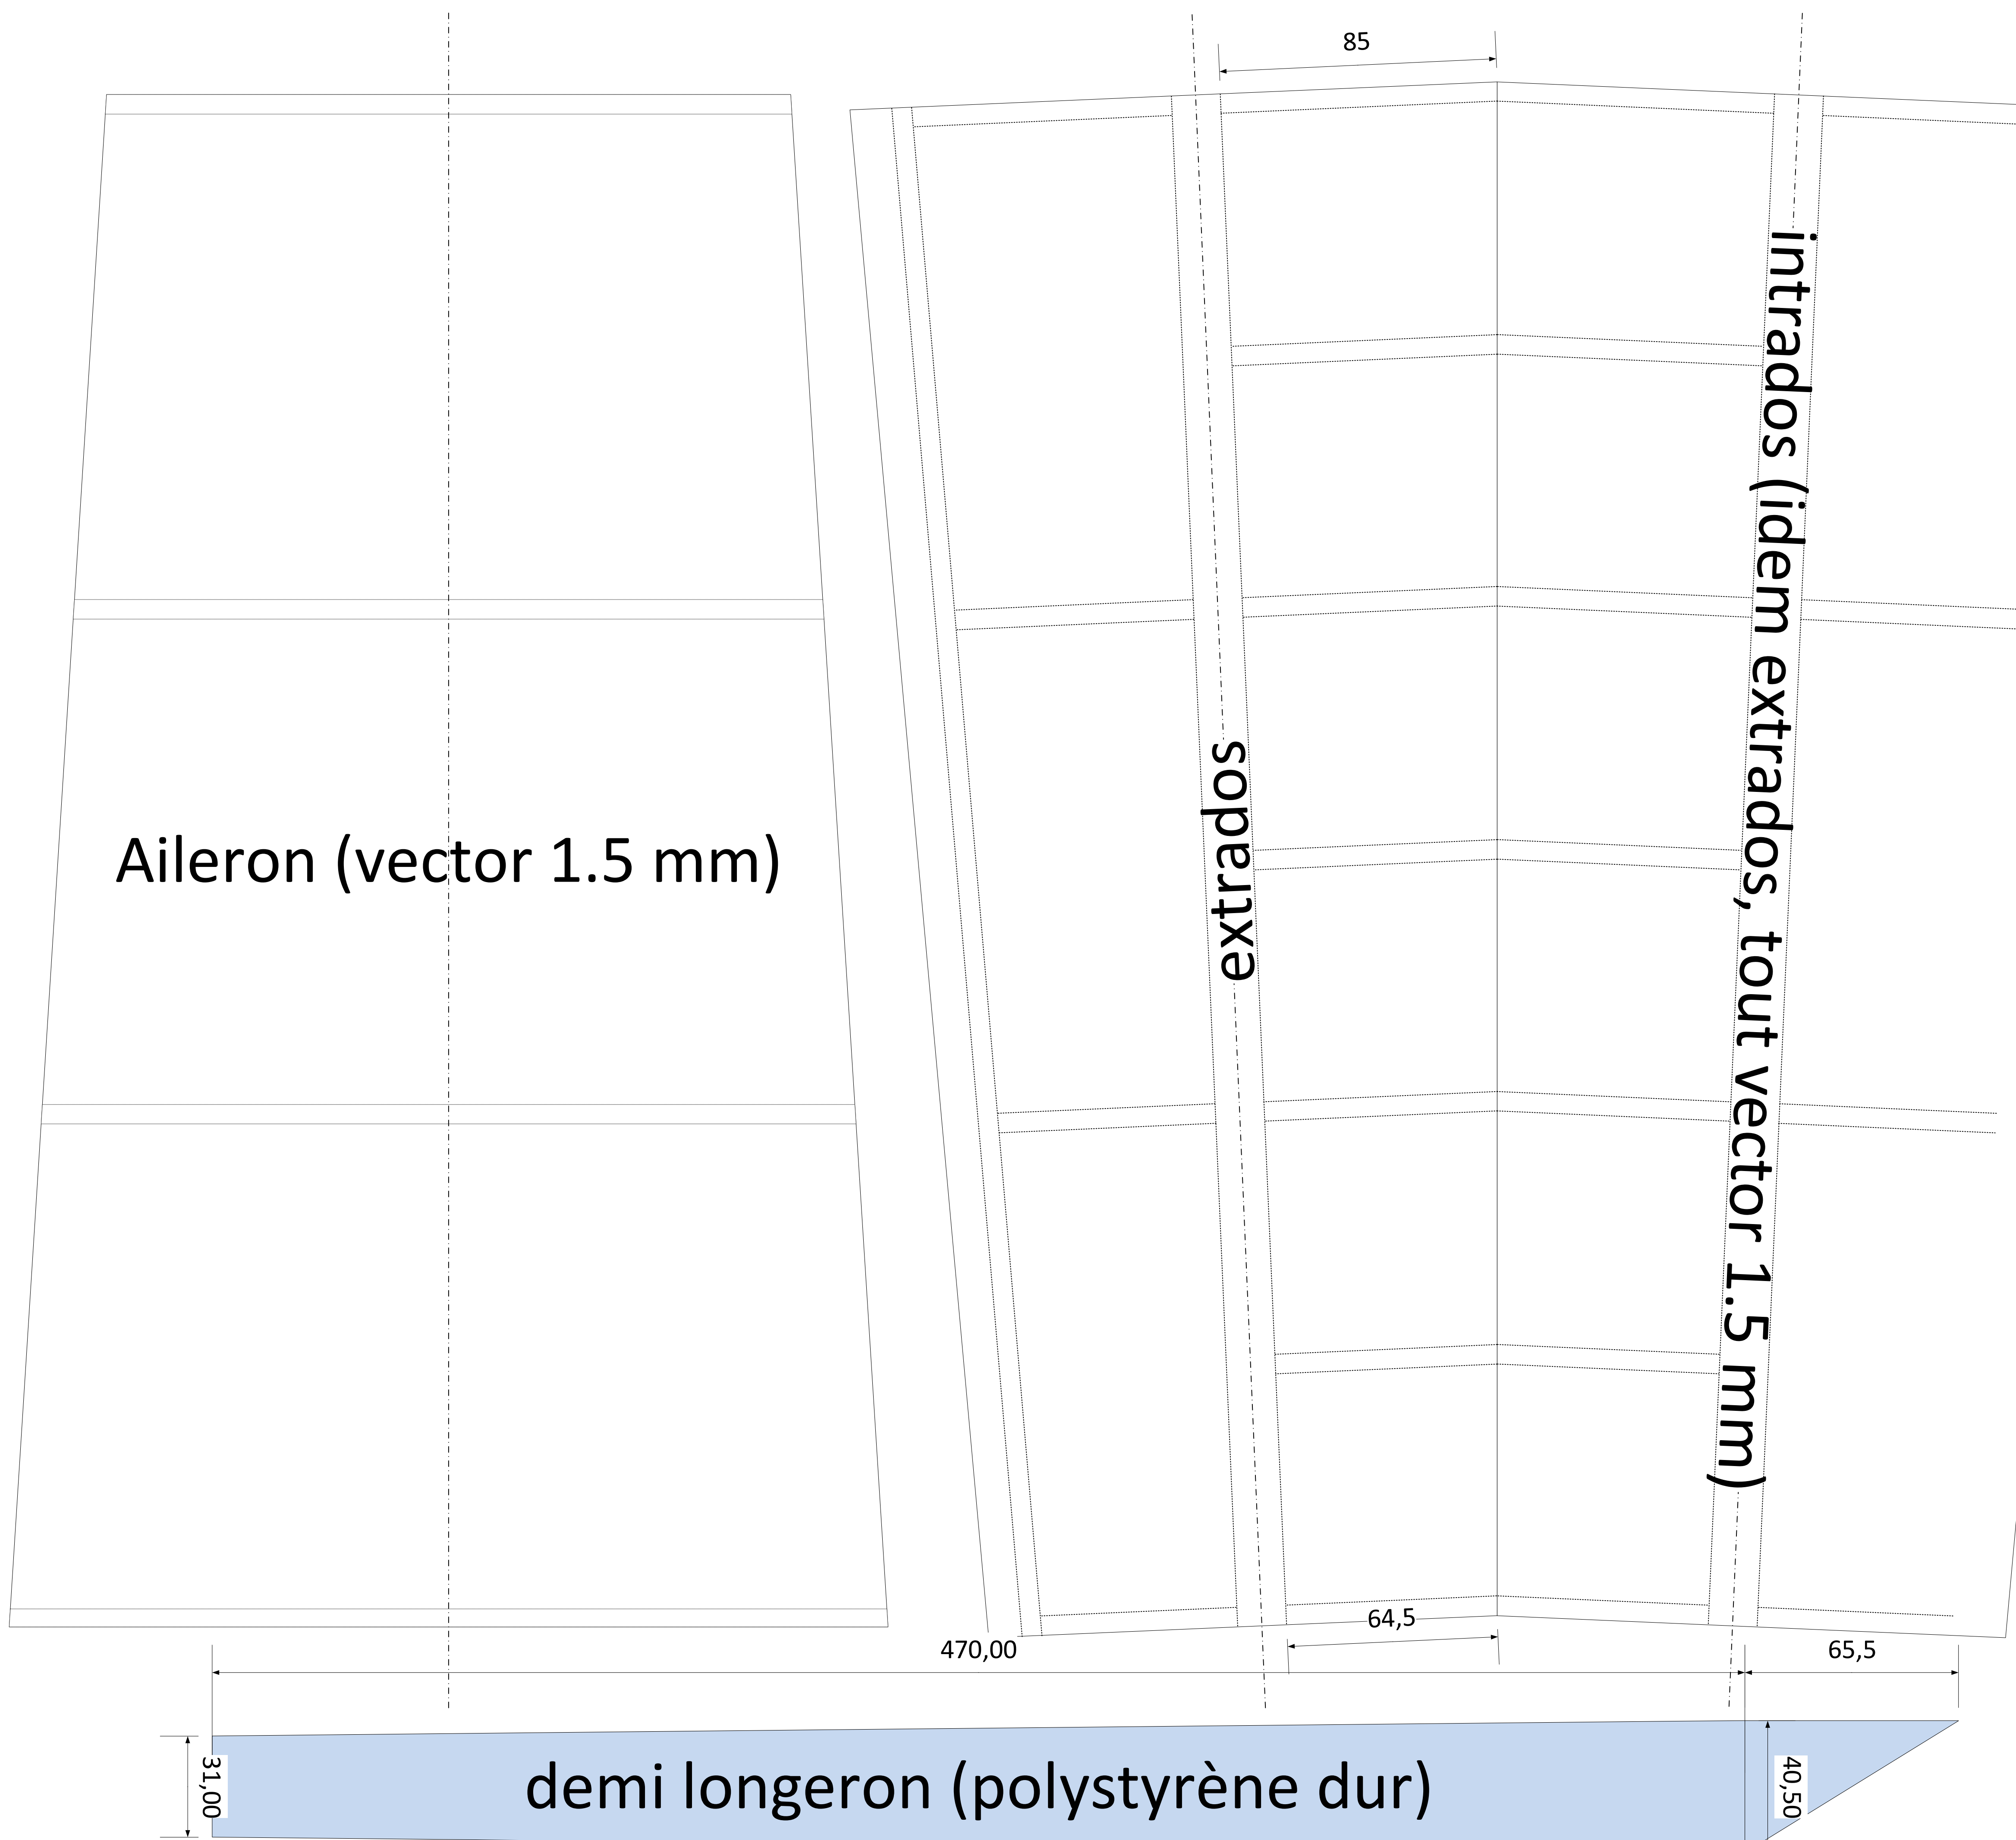 85
Aileron (vector 1.5 mm)
extrados
intrados (idem extrados, tout vector 1.5 mm)
64,5
470,00
65,5
31,00
demi longeron (polystyrène dur)
40,50